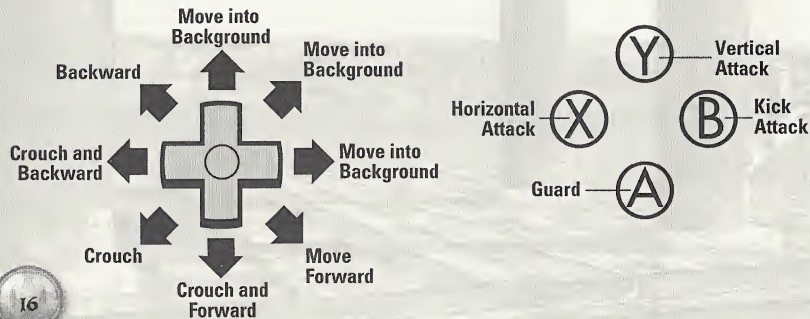 Move into
Background
Move into
Background
Backward
Crouch and
Backward
Move into
Background
Crouch
Move
Forward
Crouch and
Forward
Y
Vertical
Attack
Horizontal
Attack
X
B
Kick
Attack
Guard
A
16